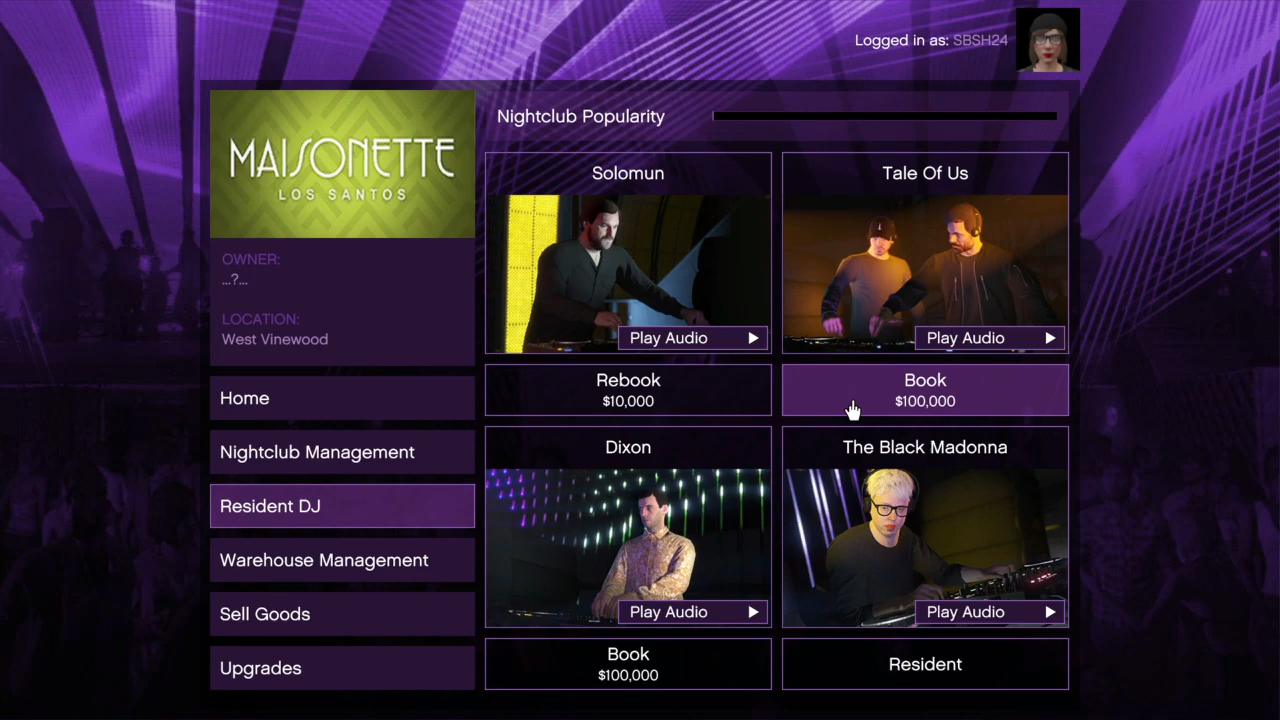 Logged in as: SBSH24
MAISONETTE
LOS SANTOS
OWNER:
...?...
LOCATION:
West Vinewood
Home
Nightclub Management
Resident DJ
Warehouse Management
Sell Goods
Upgrades
Nightclub Popularity
Solomun
Play Audio
Rebook
$10,000
Tale Of Us
Play Audio
Book
$100,000
Dixon
Play Audio
Book
$100,000
The Black Madonna
Play Audio
Resident